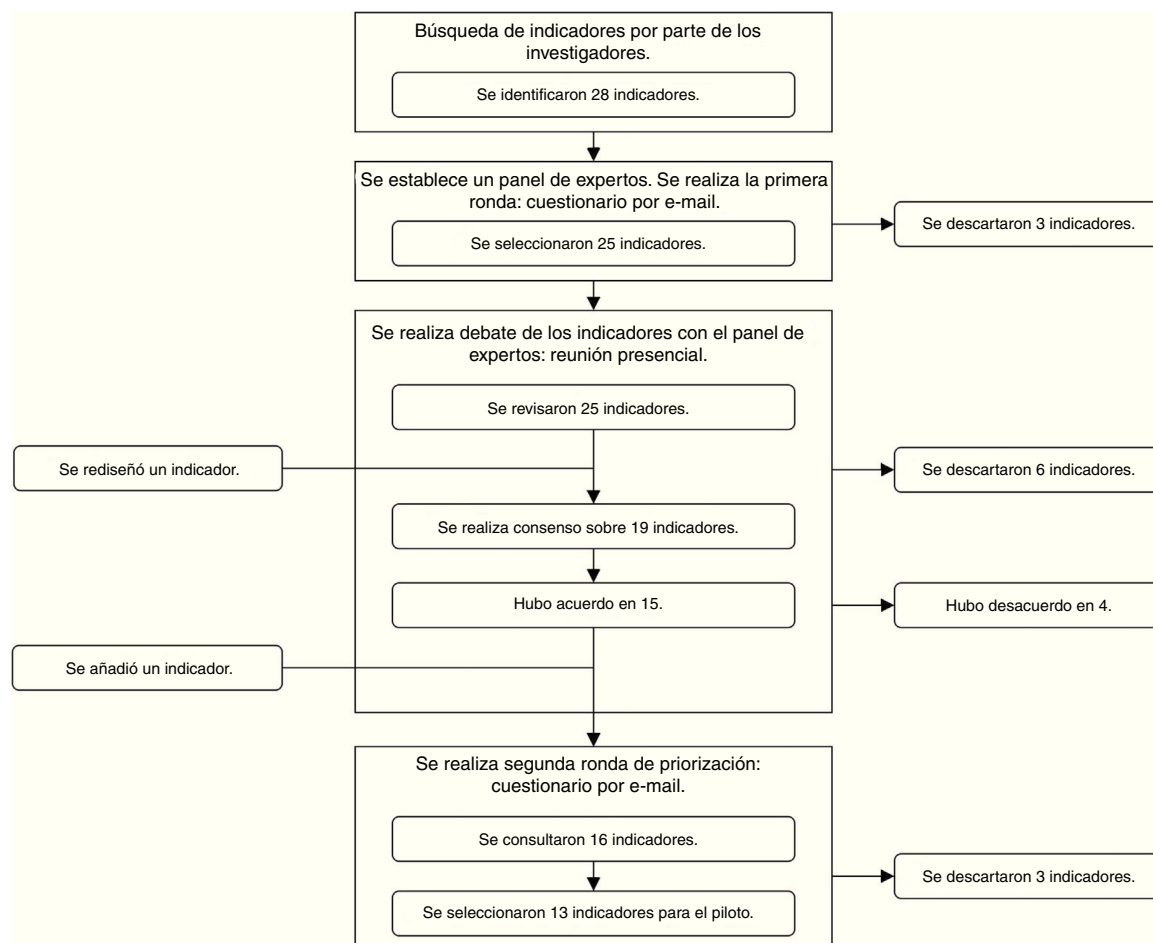 Búsqueda de indicadores por parte de los
investigadores.
Se identificaron 28 indicadores.
Se establece un panel de expertos. Se realiza la primera
ronda: cuestionario por e-mail.
Se seleccionaron 25 indicadores.
Se descartaron 3 indicadores.
Se realiza debate de los indicadores con el panel de
expertos: reunión presencial.
Se revisaron 25 indicadores.
Se rediseñó un indicador.
Se descartaron 6 indicadores.
Se realiza consenso sobre 19 indicadores.
Hubo acuerdo en 15.
Hubo desacuerdo en 4.
Se añadió un indicador.
Se realiza segunda ronda de priorización:
cuestionario por e-mail.
Se consultaron 16 indicadores.
Se descartaron 3 indicadores.
Se seleccionaron 13 indicadores para el piloto.